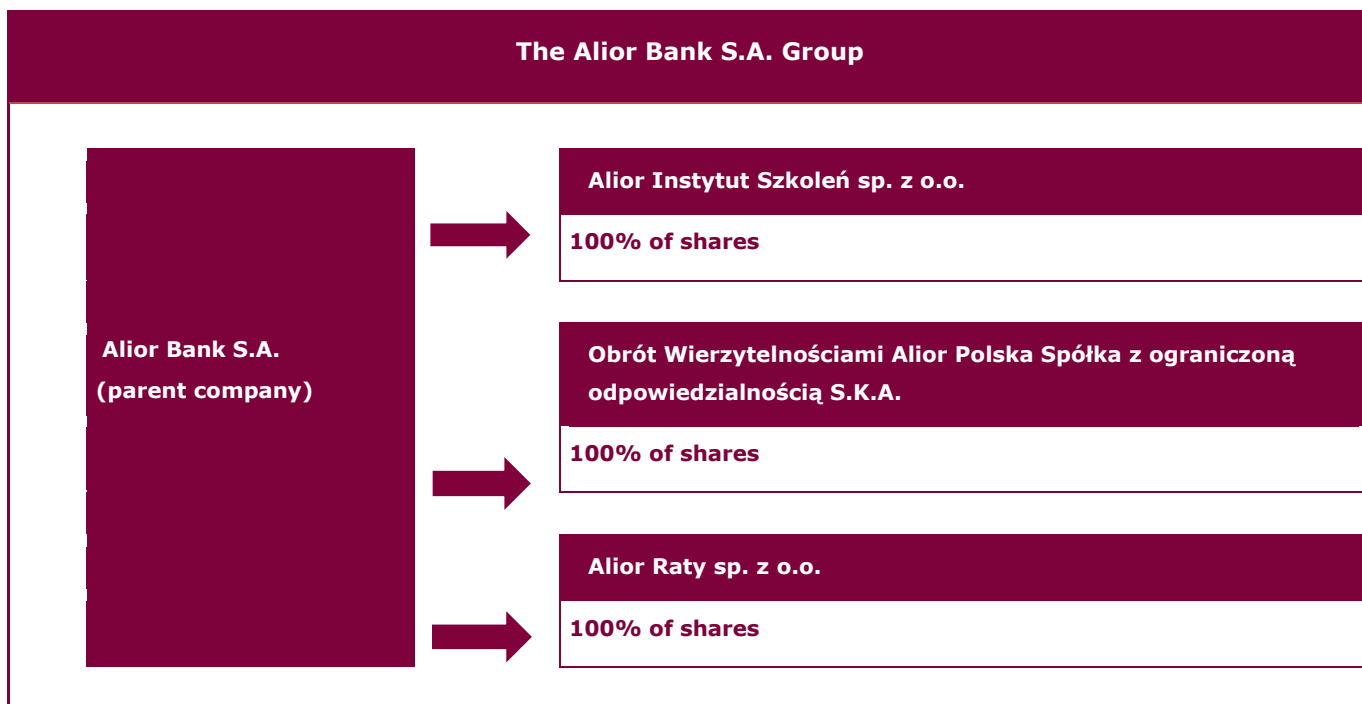 The Alior Bank S.A. Group
Alior Bank S.A.
(parent company)
Alior Instytut Szkoleń sp. z o.o.
100% of shares
Obrót Wierzytelnościami Alior Polska Spółka z ograniczoną
odpowiedzialnością S.K.A.
100% of shares
Alior Raty sp. z o.o.
100% of shares